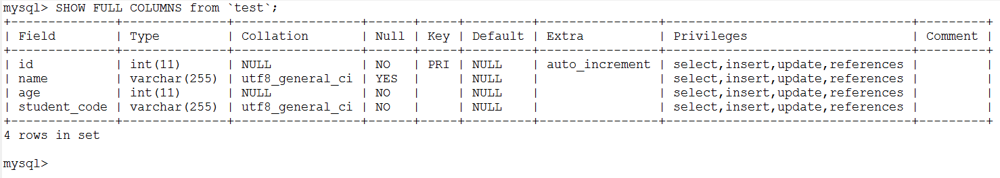 mysql> SHOW FULL COLUMNS from `test`;
+--------------+--------------+-----------------+------+-----+---------+----------------+---------------------------------+---------+
| Field        | Type         | Collation       | Null | Key | Default | Extra          | Privileges                      | Comment |
+--------------+--------------+-----------------+------+-----+---------+----------------+---------------------------------+---------+
| id           | int(11)      | NULL            | NO   | PRI | NULL    | auto_increment | select,insert,update,references |         |
| name         | varchar(255) | utf8_general_ci | YES  |     | NULL    |                | select,insert,update,references |         |
| age          | int(11)      | NULL            | NO   |     | NULL    |                | select,insert,update,references |         |
| student_code | varchar(255) | utf8_general_ci | NO   |     | NULL    |                | select,insert,update,references |         |
+--------------+--------------+-----------------+------+-----+---------+----------------+---------------------------------+---------+
4 rows in set
mysql>